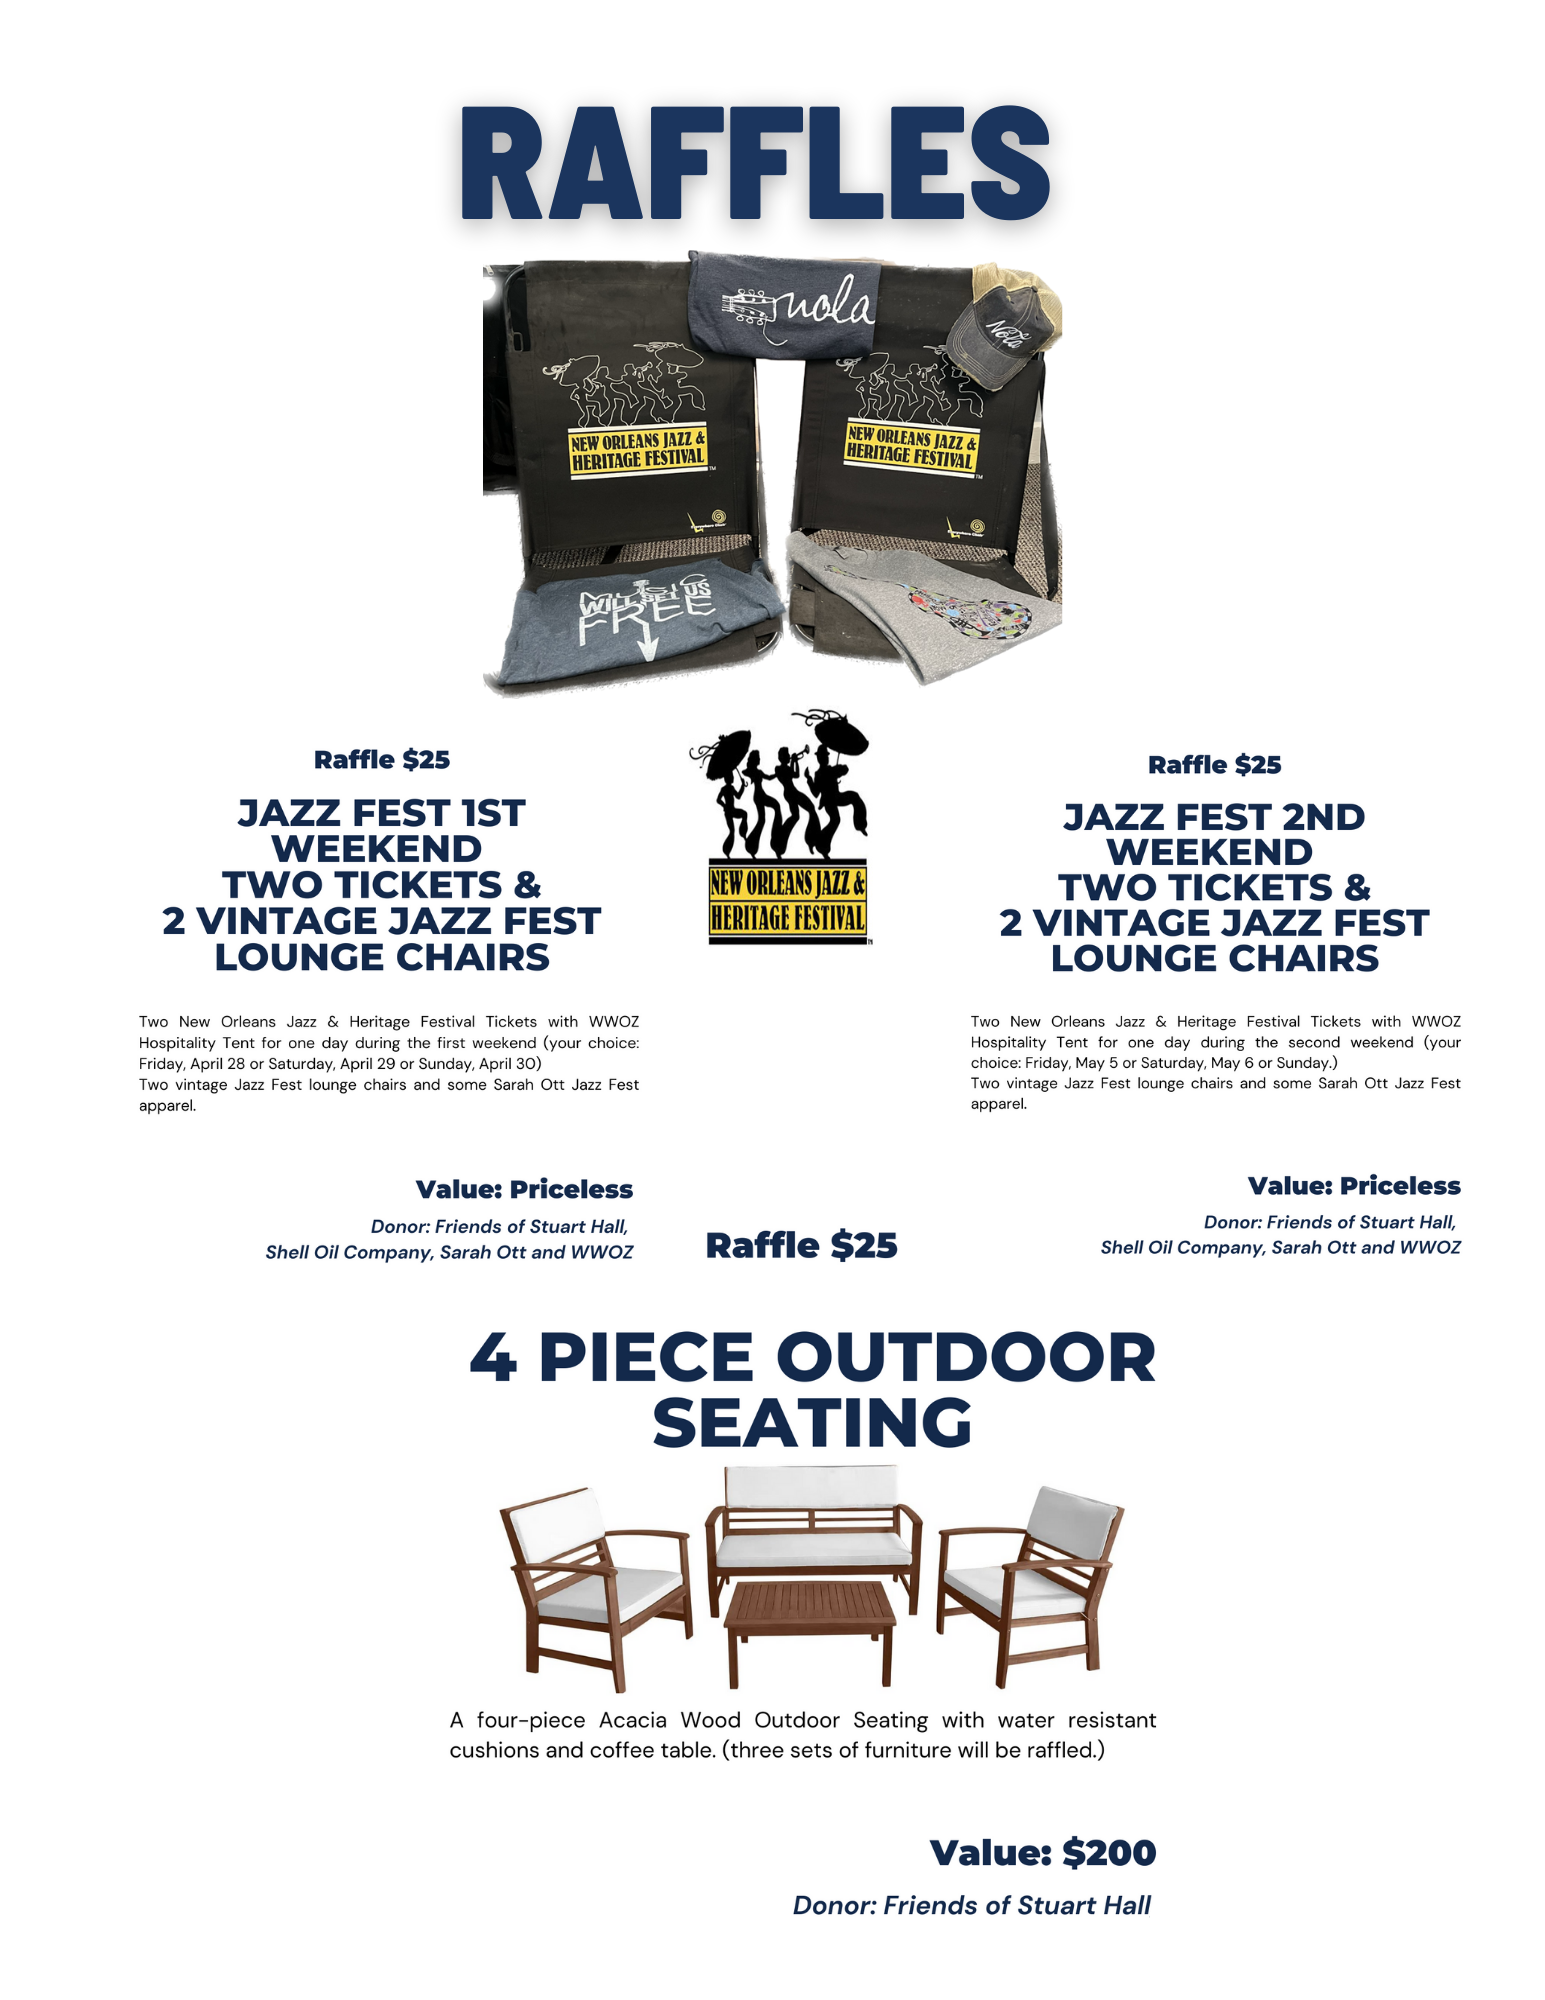 RAFFLES
nola
Nola
NEW ORLEANS JAZZ &
HERITAGE FESTIVAL
TM
NEW ORLEANS JAZZ &
HERITAGE FESTIVAL
TM
MUSIC
WILL SET US
FREE
Raffle $25
JAZZ FEST 1ST
WEEKEND
TWO TICKETS &
2 VINTAGE JAZZ FEST
LOUNGE CHAIRS
Two New Orleans Jazz & Heritage Festival Tickets with WWOZ
Hospitality Tent for one day during the first weekend (your choice:
Friday, April 28 or Saturday, April 29 or Sunday, April 30)
Two vintage Jazz Fest lounge chairs and some Sarah Ott Jazz Fest
apparel.
Value: Priceless
Donor: Friends of Stuart Hall,
Shell Oil Company, Sarah Ott and WWOZ
NEW ORLEANS JAZZ &
HERITAGE FESTIVAL
Raffle $25
JAZZ FEST 2ND
WEEKEND
TWO TICKETS &
2 VINTAGE JAZZ FEST
LOUNGE CHAIRS
Two New Orleans Jazz & Heritage Festival Tickets with WWOZ
Hospitality Tent for one day during the second weekend (your
choice: Friday, May 5 or Saturday, May 6 or Sunday.)
Two vintage Jazz Fest lounge chairs and some Sarah Ott Jazz Fest
apparel.
Value: Priceless
Donor: Friends of Stuart Hall,
Shell Oil Company, Sarah Ott and WWOZ
Raffle $25
4 PIECE OUTDOOR
SEATING
A four-piece Acacia Wood Outdoor Seating with water resistant
cushions and coffee table. (three sets of furniture will be raffled.)
Value: $200
Donor: Friends of Stuart Hall